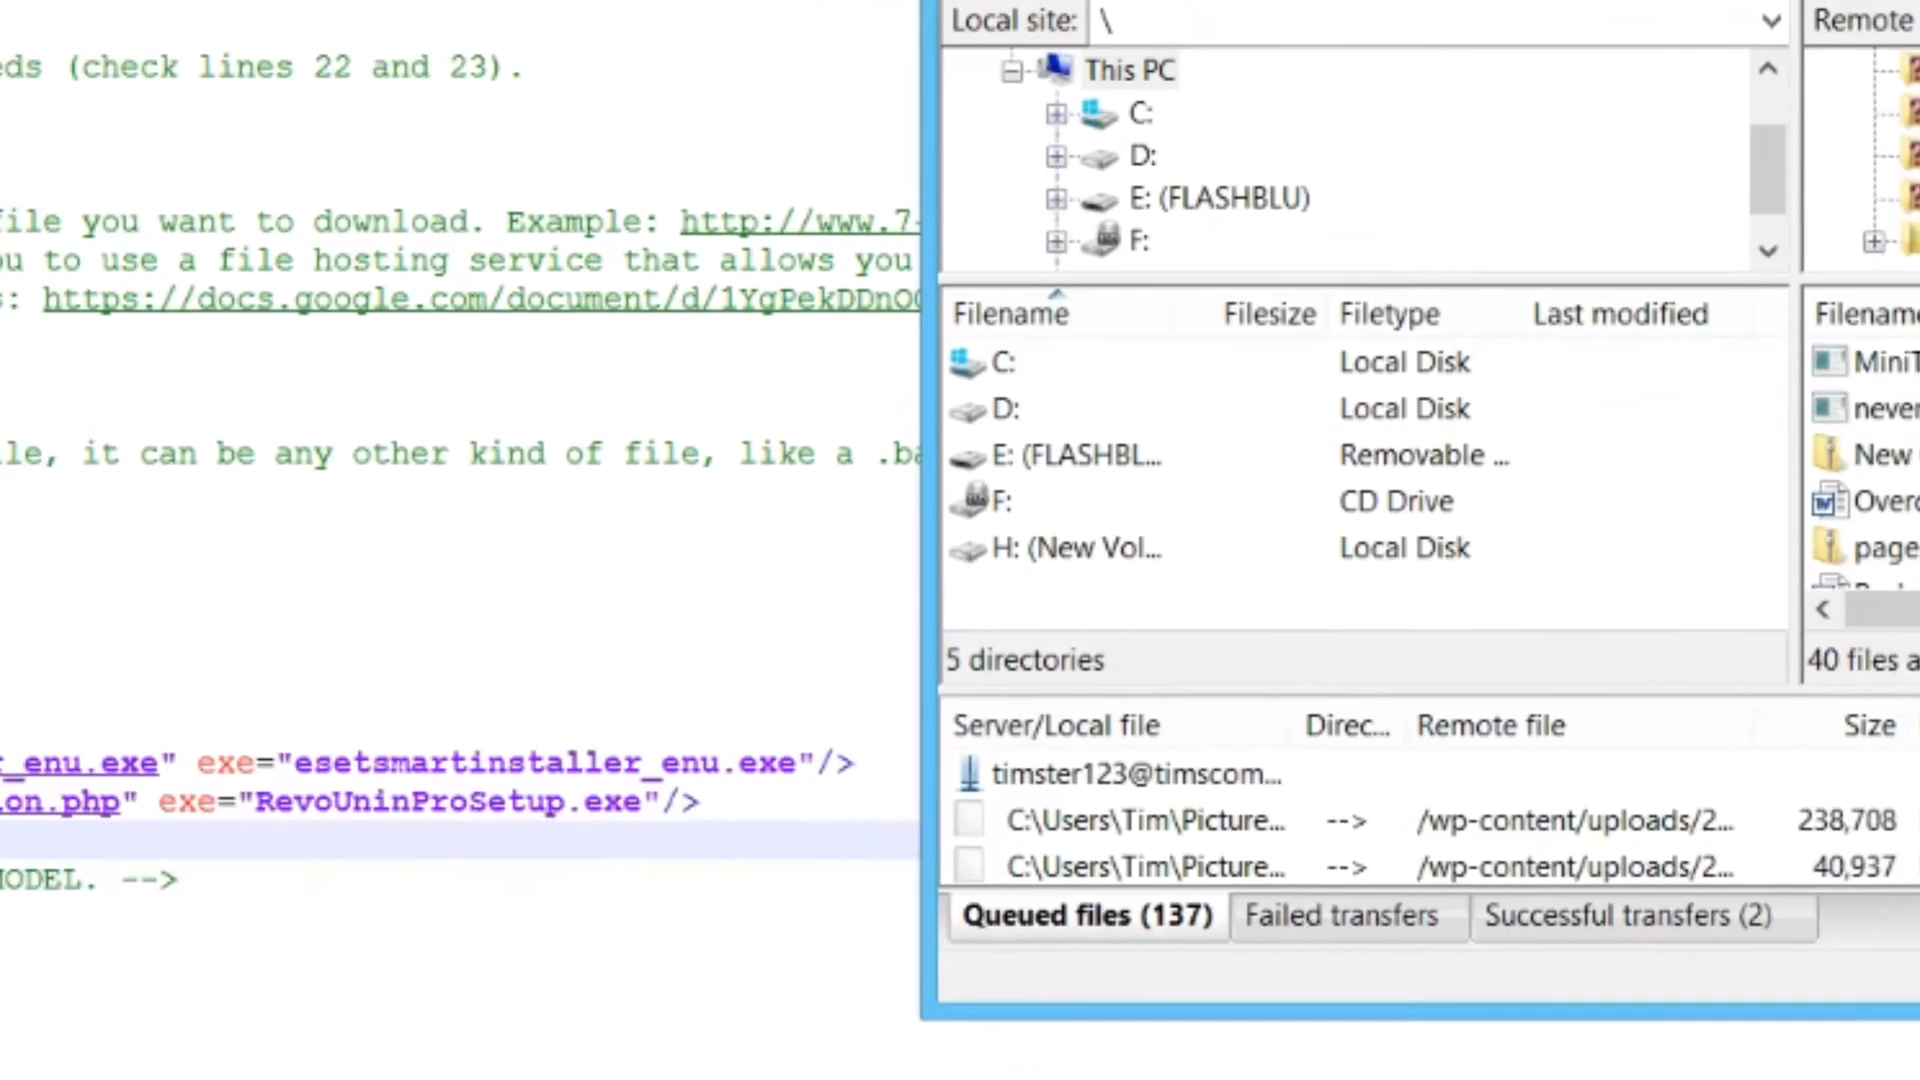 eds (check lines 22 and 23).
file you want to download. Example: http://www.7-
ou to use a file hosting service that allows you
s: https://docs.google.com/document/d/1YgPekDDnO
le, it can be any other kind of file, like a .ba
r_enu.exe" exe="esetsmartinstaller_enu.exe"/>
on.php" exe="RevoUninProSetup.exe"/>
MODEL. -->
Local site: \
This PC
C:
D:
E: (FLASHBLU)
F:
Filename Filesize Filetype Last modified
C: Local Disk
D: Local Disk
E: (FLASHBL... Removable ...
F: CD Drive
H: (New Vol... Local Disk
5 directories
Remote
Filename
MiniT
never
New
Overc
page
40 files a
Server/Local file Direc... Remote file Size
timster123@timscom...
C:\Users\Tim\Picture... --> /wp-content/uploads/2... 238,708
C:\Users\Tim\Picture... --> /wp-content/uploads/2... 40,937
Queued files (137) Failed transfers Successful transfers (2)